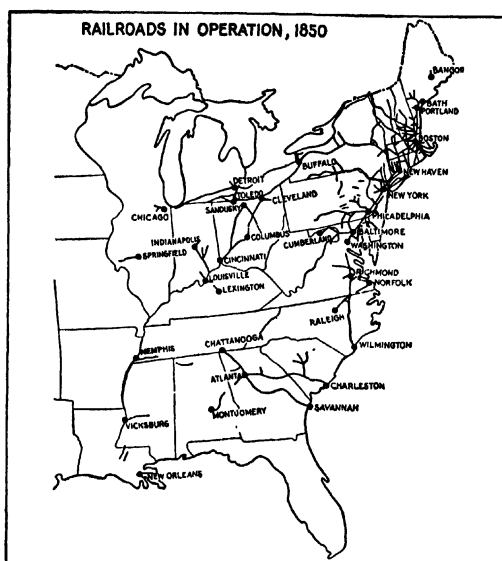 RAILROADS IN OPERATION, 1850
BANGOR
BATH
PORTLAND
BOSTON
BUFFALO
NEW HAVEN
DETROIT
TOLEDO
CLEVELAND
NEW YORK
SANDUSKY
CHICAGO
PHILADELPHIA
INDIANAPOLIS
COLUMBUS
CUMBERLAND
BALTIMORE
WASHINGTON
SPRINGFIELD
CINCINNATI
LOUISVILLE
RICHMOND
LEXINGTON
NORFOLK
RALEIGH
CHATTANOOGA
WILMINGTON
MEMPHIS
ATLANTA
CHARLESTON
MONTGOMERY
SAVANNAH
VICKSBURG
NEW ORLEANS